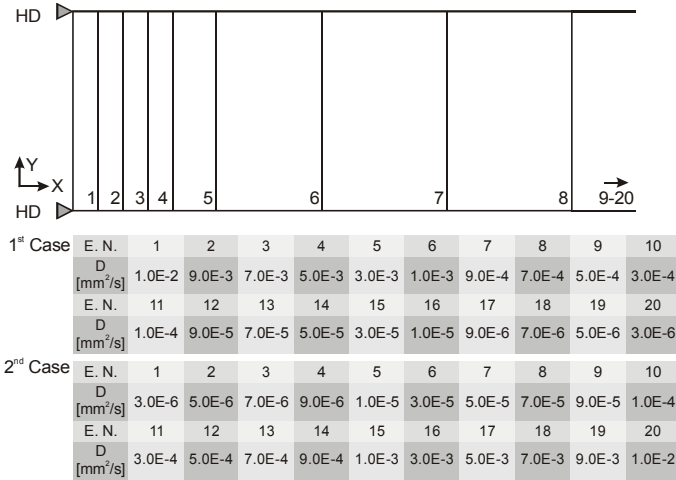 HD
Y
X
1 2 3 4 5 6 7 8 9-20
HD
1st Case E. N. 1 2 3 4 5 6 7 8 9 10
D [mm²/s] 1.0E-2 9.0E-3 7.0E-3 5.0E-3 3.0E-3 1.0E-3 9.0E-4 7.0E-4 5.0E-4 3.0E-4
E. N. 11 12 13 14 15 16 17 18 19 20
D [mm²/s] 1.0E-4 9.0E-5 7.0E-5 5.0E-5 3.0E-5 1.0E-5 9.0E-6 7.0E-6 5.0E-6 3.0E-6
2nd Case E. N. 1 2 3 4 5 6 7 8 9 10
D [mm²/s] 3.0E-6 5.0E-6 7.0E-6 9.0E-6 1.0E-5 3.0E-5 5.0E-5 7.0E-5 9.0E-5 1.0E-4
E. N. 11 12 13 14 15 16 17 18 19 20
D [mm²/s] 3.0E-4 5.0E-4 7.0E-4 9.0E-4 1.0E-3 3.0E-3 5.0E-3 7.0E-3 9.0E-3 1.0E-2